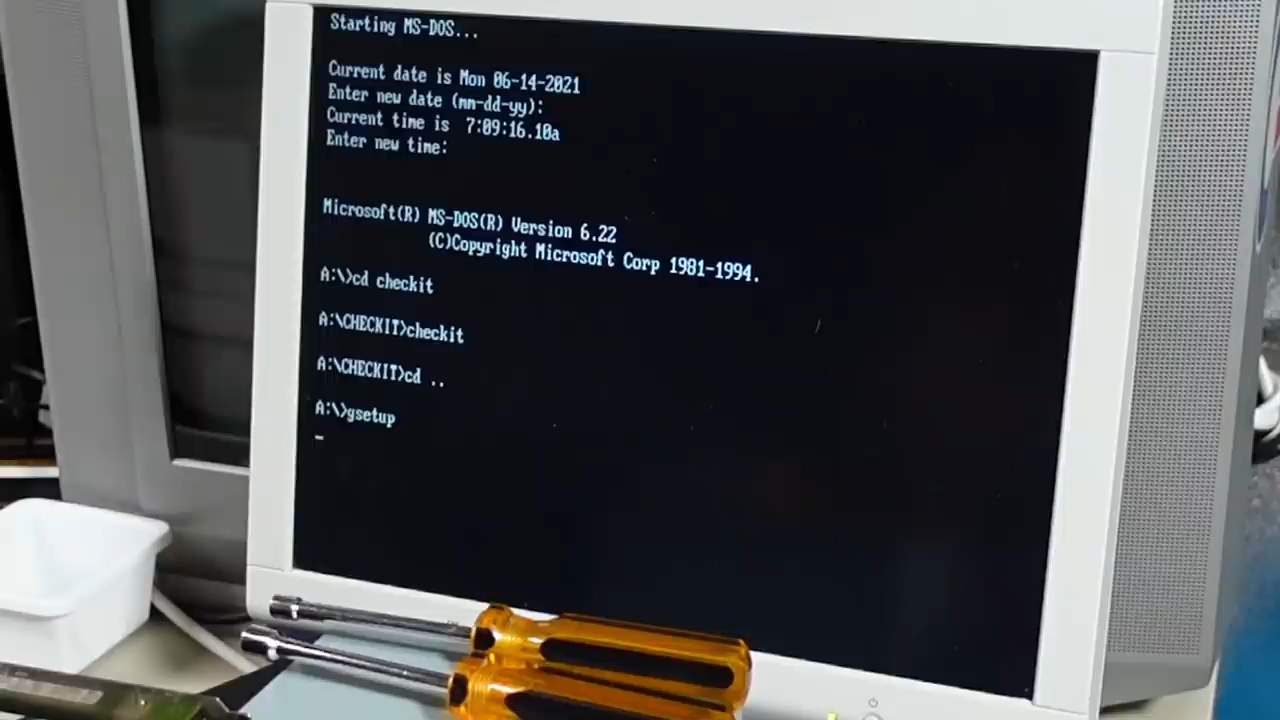 Starting MS-DOS...
Current date is Mon 06-14-2021
Enter new date (mm-dd-yy):
Current time is  7:09:16.10a
Enter new time:
Microsoft(R) MS-DOS(R) Version 6.22
(C)Copyright Microsoft Corp 1981-1994.
A:\>cd checkit
A:\CHECKIT>checkit
A:\CHECKIT>cd ..
A:\>gsetup
_